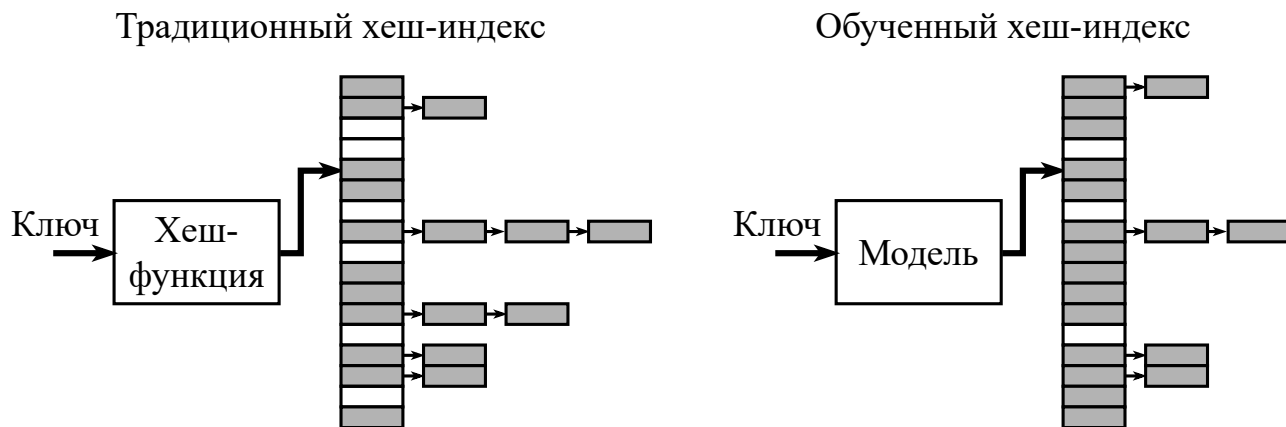 Традиционный хеш-индекс
Ключ
Хеш-
функция
Обученный хеш-индекс
Ключ
Модель